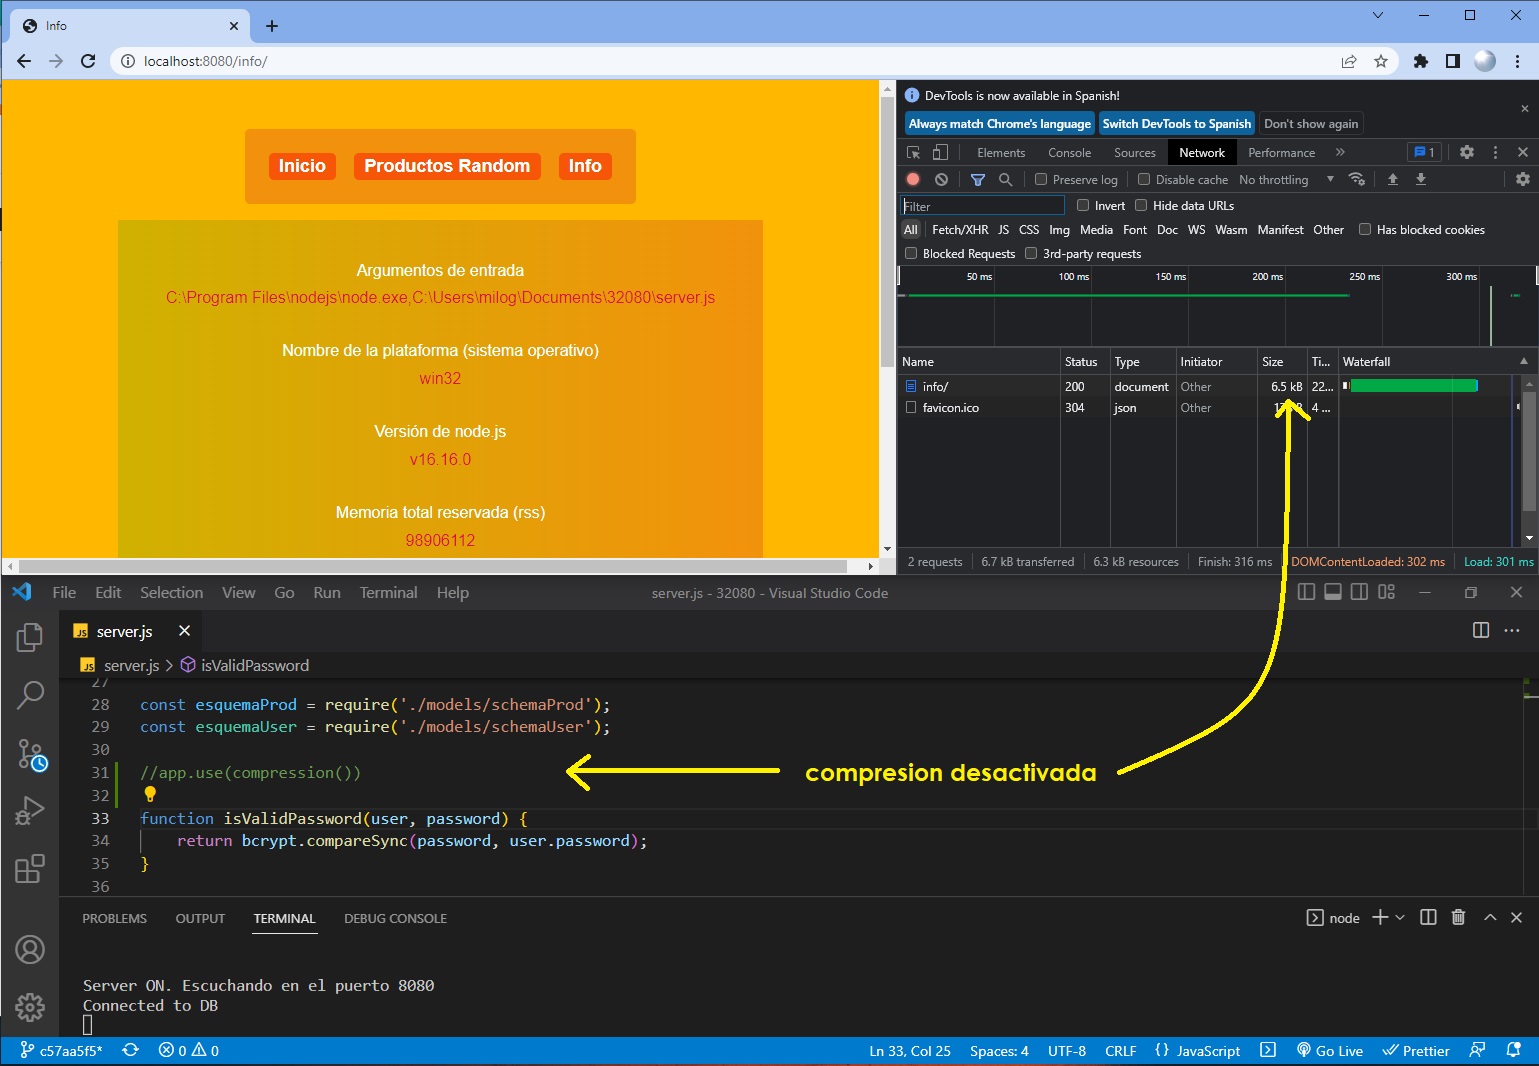 Info
localhost:8080/info/
Inicio
Productos Random
Info
Argumentos de entrada
C:\Program Files\nodejs\node.exe,C:\Users\milog\Documents\32080\server.js
Nombre de la plataforma (sistema operativo)
win32
Versión de node.js
v16.16.0
Memoria total reservada (rss)
98906112
DevTools is now available in Spanish!
Always match Chrome's language Switch DevTools to Spanish Don't show again
Elements Console Sources Network Performance » 1
Preserve log Disable cache No throttling
Filter Invert Hide data URLs
All Fetch/XHR JS CSS Img Media Font Doc WS Wasm Manifest Other Has blocked cookies
Blocked Requests 3rd-party requests
50 ms 100 ms 150 ms 200 ms 250 ms 300 ms
Name Status Type Initiator Size Ti... Waterfall
info/ 200 document Other 6.5 kB 22...
favicon.ico 304 json Other 4 ...
2 requests 6.7 kB transferred 6.3 kB resources Finish: 316 ms DOMContentLoaded: 302 ms Load: 301 ms
File Edit Selection View Go Run Terminal Help server.js - 32080 - Visual Studio Code
JS server.js
JS server.js > isValidPassword
27
28 const esquemaProd = require('./models/schemaProd');
29 const esquemaUser = require('./models/schemaUser');
30
31 //app.use(compression())
compresion desactivada
32
33 function isValidPassword(user, password) {
34 return bcrypt.compareSync(password, user.password);
35 }
36
PROBLEMS OUTPUT TERMINAL DEBUG CONSOLE node
Server ON. Escuchando en el puerto 8080
Connected to DB
c57aa5f5* 0 0 Ln 33, Col 25 Spaces: 4 UTF-8 CRLF {} JavaScript Go Live Prettier